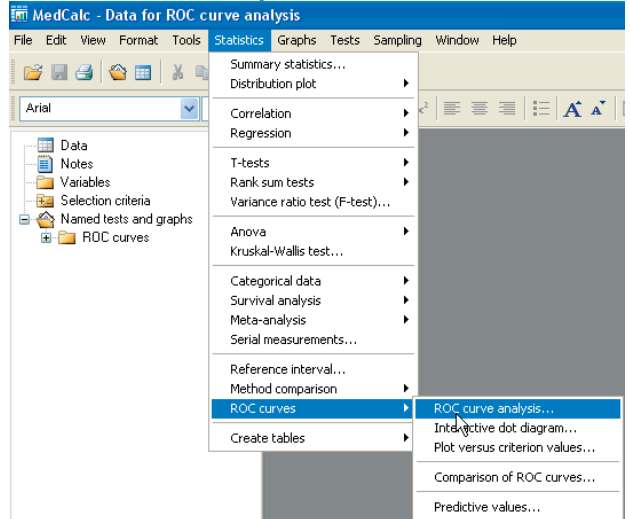 MedCalc - Data for ROC curve analysis
File Edit View Format Tools Statistics Graphs Tests Sampling Window Help
Arial
Data
Notes
Variables
Selection criteria
Named tests and graphs
ROC curves
Summary statistics...
Distribution plot
Correlation
Regression
T-tests
Rank sum tests
Variance ratio test (F-test)...
Anova
Kruskal-Wallis test...
Categorical data
Survival analysis
Meta-analysis
Serial measurements...
Reference interval...
Method comparison
ROC curves
Create tables
ROC curve analysis...
Interactive dot diagram...
Plot versus criterion values...
Comparison of ROC curves...
Predictive values...